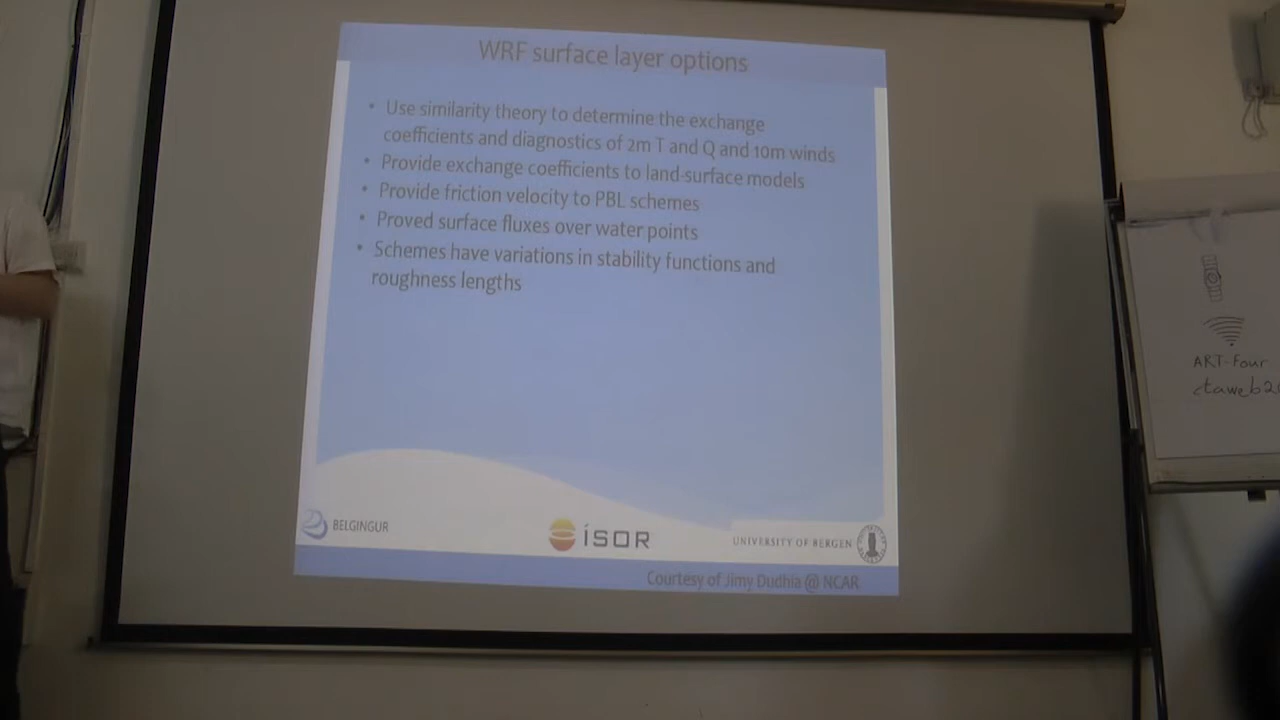 WRF surface layer options
• Use similarity theory to determine the exchange
coefficients and diagnostics of 2m T and Q and 10m winds
• Provide exchange coefficients to land-surface models
• Provide friction velocity to PBL schemes
• Proved surface fluxes over water points
• Schemes have variations in stability functions and
roughness lengths
BELGINGUR
ÍSOR
UNIVERSITY OF BERGEN
Courtesy of Jimy Dudhia @ NCAR
ART-Four